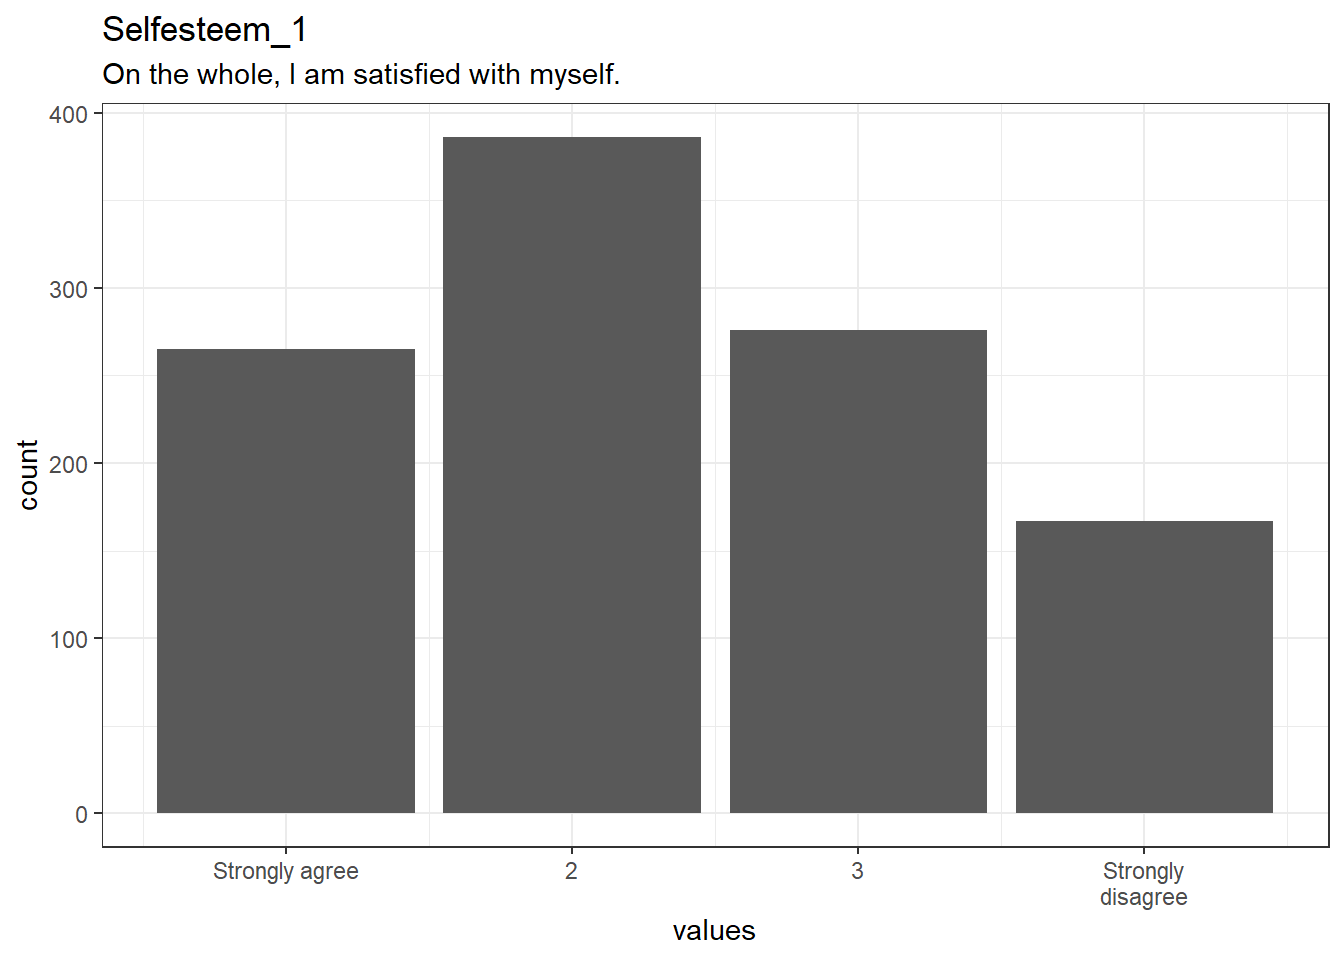 Selfesteem_1
On the whole, I am satisfied with myself.
400
300
200
100
0
count
Strongly agree
2
3
Strongly
disagree
values